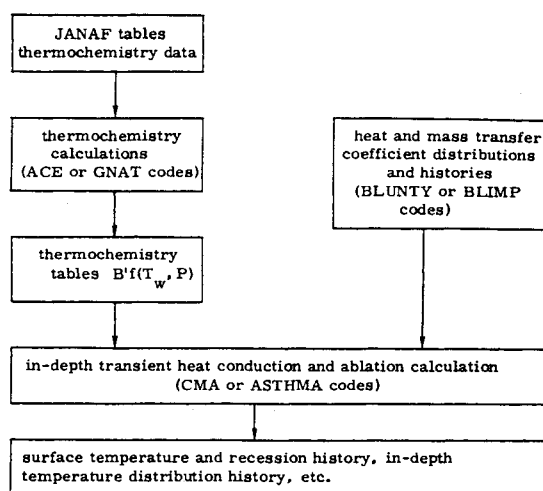 JANAF tables
thermochemistry data
thermochemistry
calculations
(ACE or GNAT codes)
heat and mass transfer
coefficient distributions
and histories
(BLUNTY or BLIMP
codes)
thermochemistry
tables B'f(T_w, P)
in-depth transient heat conduction and ablation calculation
(CMA or ASTHMA codes)
surface temperature and recession history, in-depth
temperature distribution history, etc.